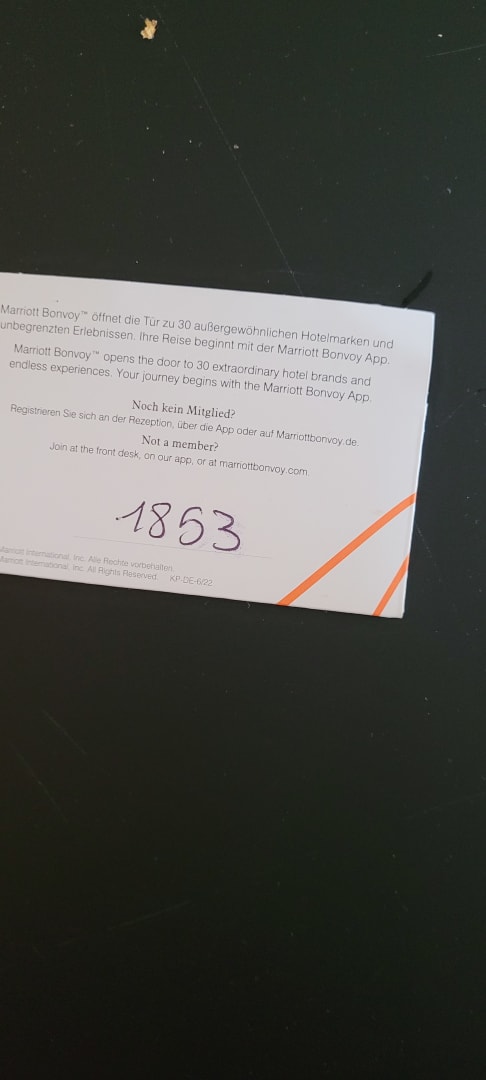 Marriott Bonvoy™ öffnet die Tür zu 30 außergewöhnlichen Hotelmarken und
unbegrenzten Erlebnissen. Ihre Reise beginnt mit der Marriott Bonvoy App.
Marriott Bonvoy™ opens the door to 30 extraordinary hotel brands and
endless experiences. Your journey begins with the Marriott Bonvoy App.
Noch kein Mitglied?
Registrieren Sie sich an der Rezeption, über die App oder auf Marriottbonvoy.de.
Not a member?
Join at the front desk, on our app, or at marriottbonvoy.com.
1853
Marriott International, Inc. Alle Rechte vorbehalten.
Marriott International, Inc. All Rights Reserved. KP-DE-6/22